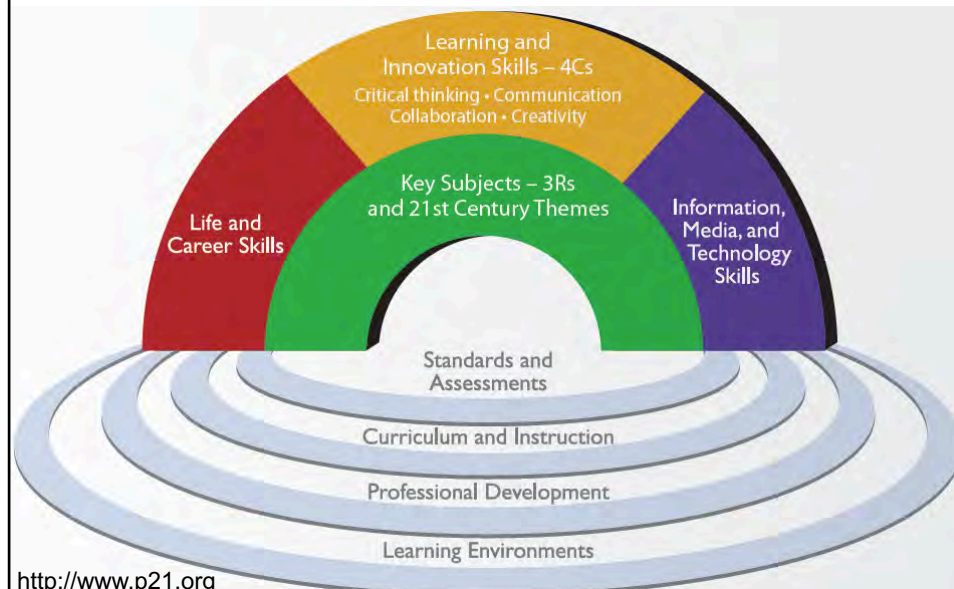 Learning and
Innovation Skills – 4Cs
Critical thinking • Communication
Collaboration • Creativity
Key Subjects – 3Rs
and 21st Century Themes
Life and
Career Skills
Information,
Media, and
Technology
Skills
Standards and
Assessments
Curriculum and Instruction
Professional Development
Learning Environments
http://www.p21.org